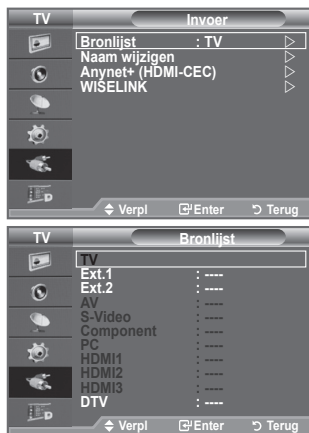 TV Invoer
Bronlijst : TV
Naam wijzigen
Anynet+ (HDMI-CEC)
WISELINK
Verpl Enter Terug
TV Bronlijst
TV
Ext.1 : ----
Ext.2 : ----
AV : ----
S-Video : ----
Component : ----
PC : ----
HDMI1 : ----
HDMI2 : ----
HDMI3 : ----
DTV : ----
Verpl Enter Terug